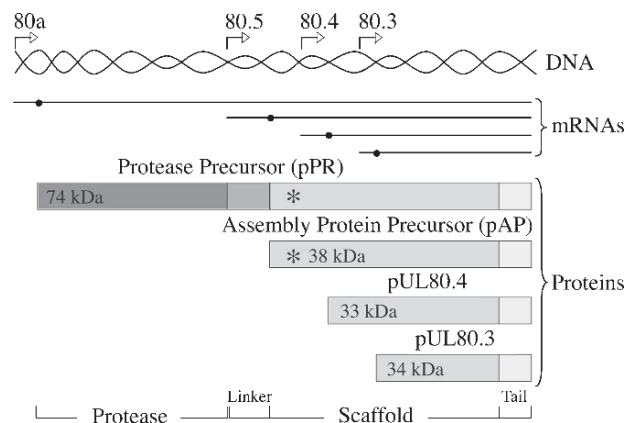 80a 80.5 80.4 80.3
DNA
mRNAs
Protease Precursor (pPR)
74 kDa *
Assembly Protein Precursor (pAP)
* 38 kDa
Proteins
pUL80.4
33 kDa
pUL80.3
34 kDa
Linker Tail
Protease Scaffold